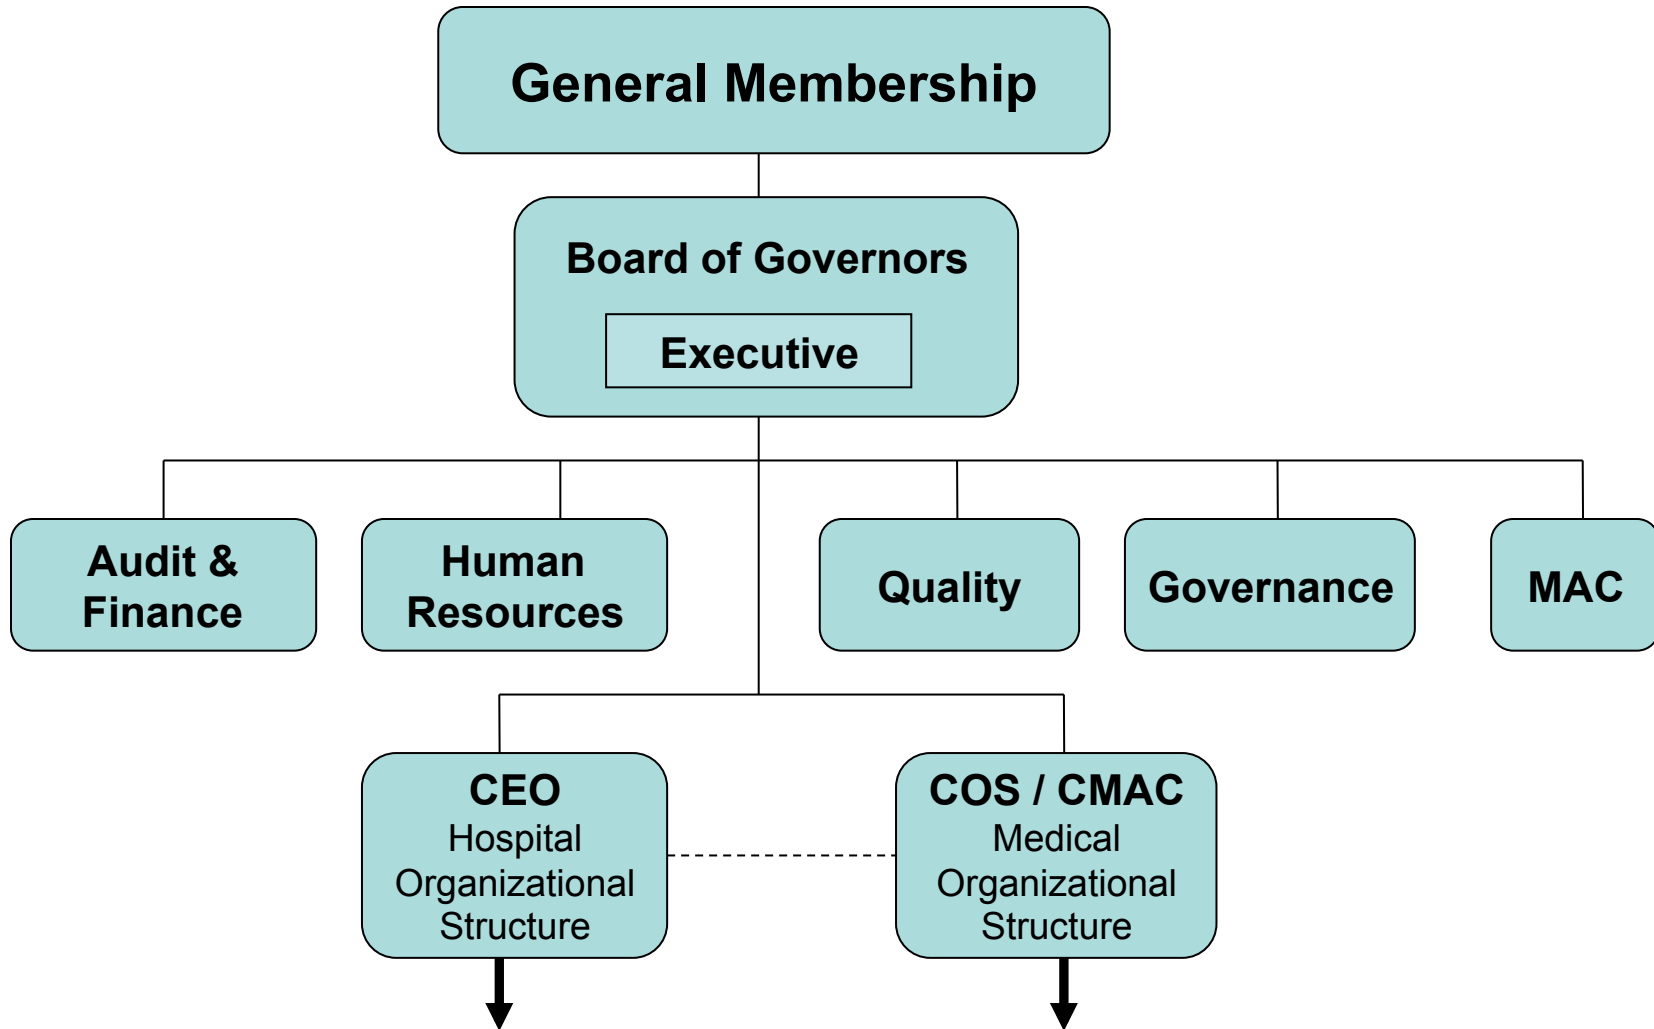 General Membership
Board of Governors
Executive
Audit &
Finance
Human
Resources
Quality
Governance
MAC
CEO
Hospital
Organizational
Structure
COS / CMAC
Medical
Organizational
Structure